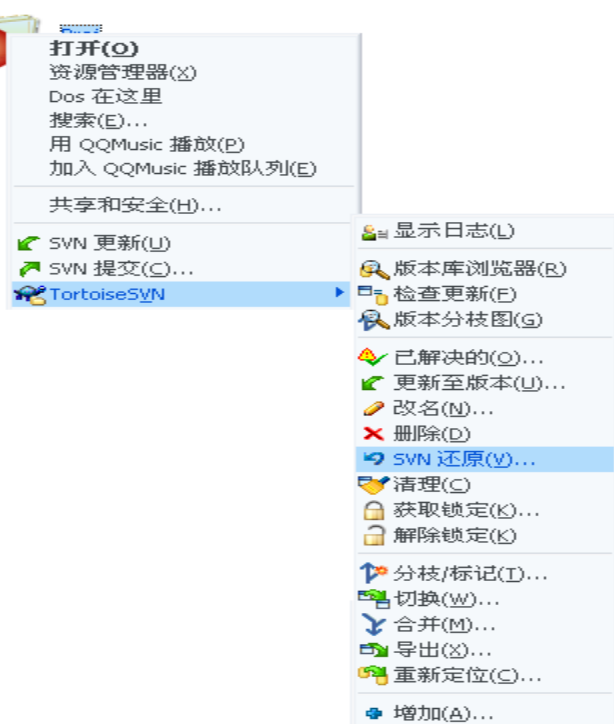 打开(O)
资源管理器(X)
Dos 在这里
搜索(E)...
用 QQMusic 播放(P)
加入 QQMusic 播放队列(E)
共享和安全(H)...
SVN 更新(U)
SVN 提交(C)...
TortoiseSVN
显示日志(L)
版本库浏览器(R)
检查更新(F)
版本分枝图(G)
已解决的(O)...
更新至版本(U)...
改名(N)...
删除(D)
SVN 还原(V)...
清理(C)
获取锁定(K)...
解除锁定(K)
分枝/标记(T)...
切换(W)...
合并(M)...
导出(X)...
重新定位(C)...
增加(A)...